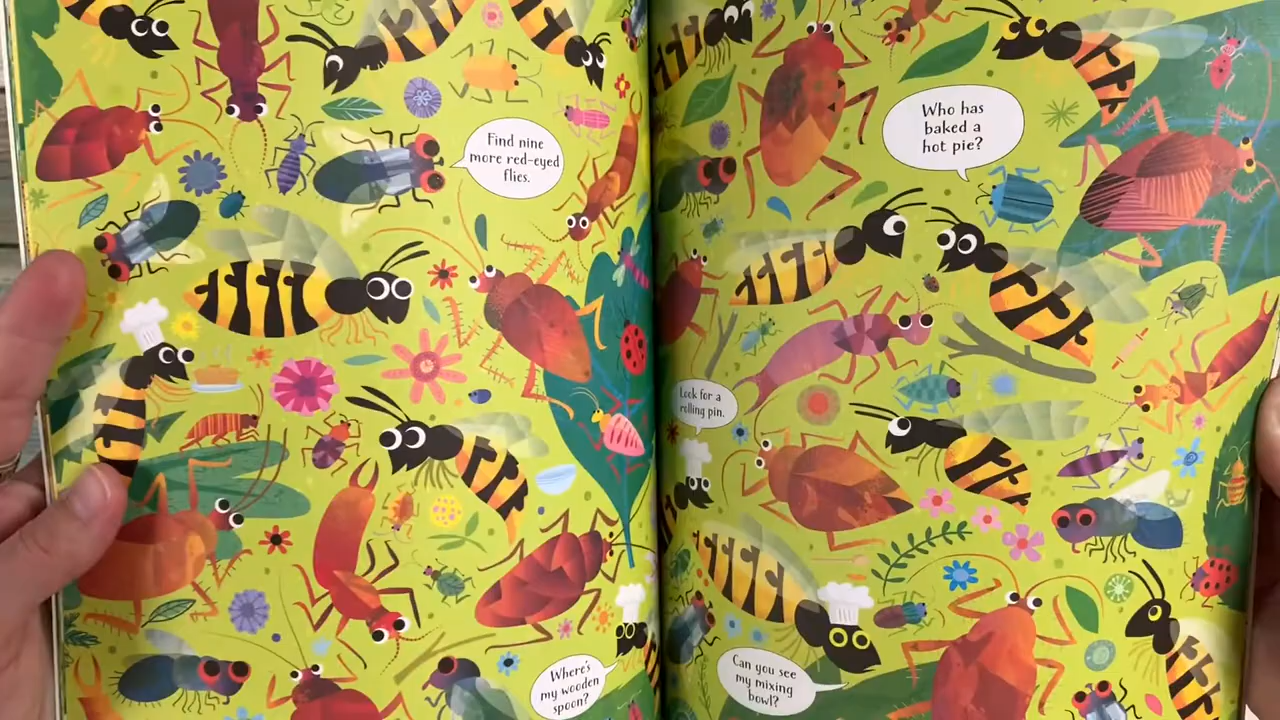 Find nine
more red-eyed
flies.
Who has
baked a
hot pie?
Look for a
rolling pin.
Where's
my wooden
spoon?
Can you see
my mixing
bowl?